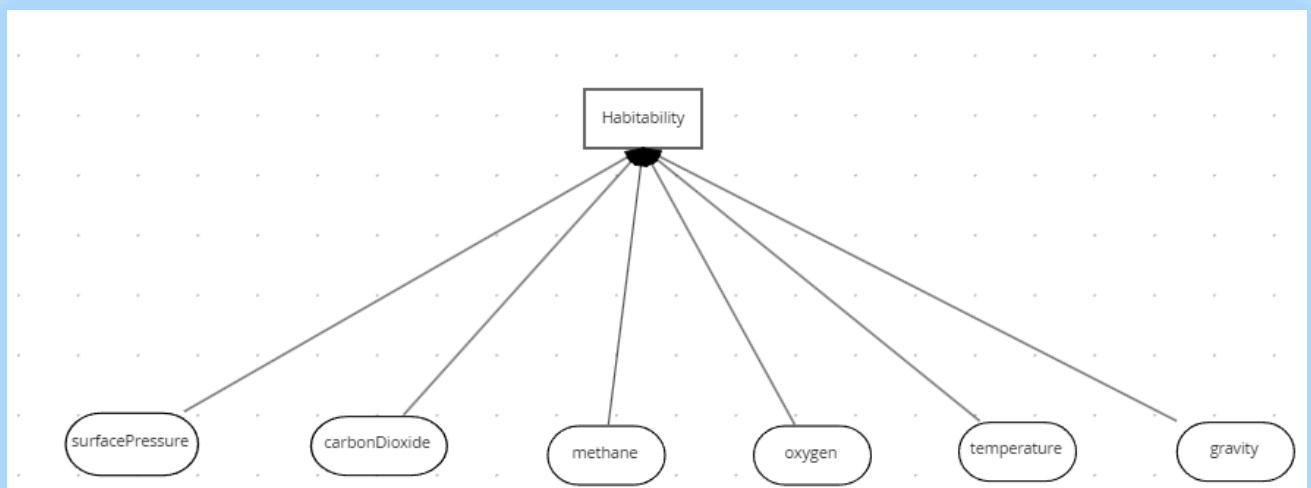 Habitability
surfacePressure
carbonDioxide
methane
oxygen
temperature
gravity